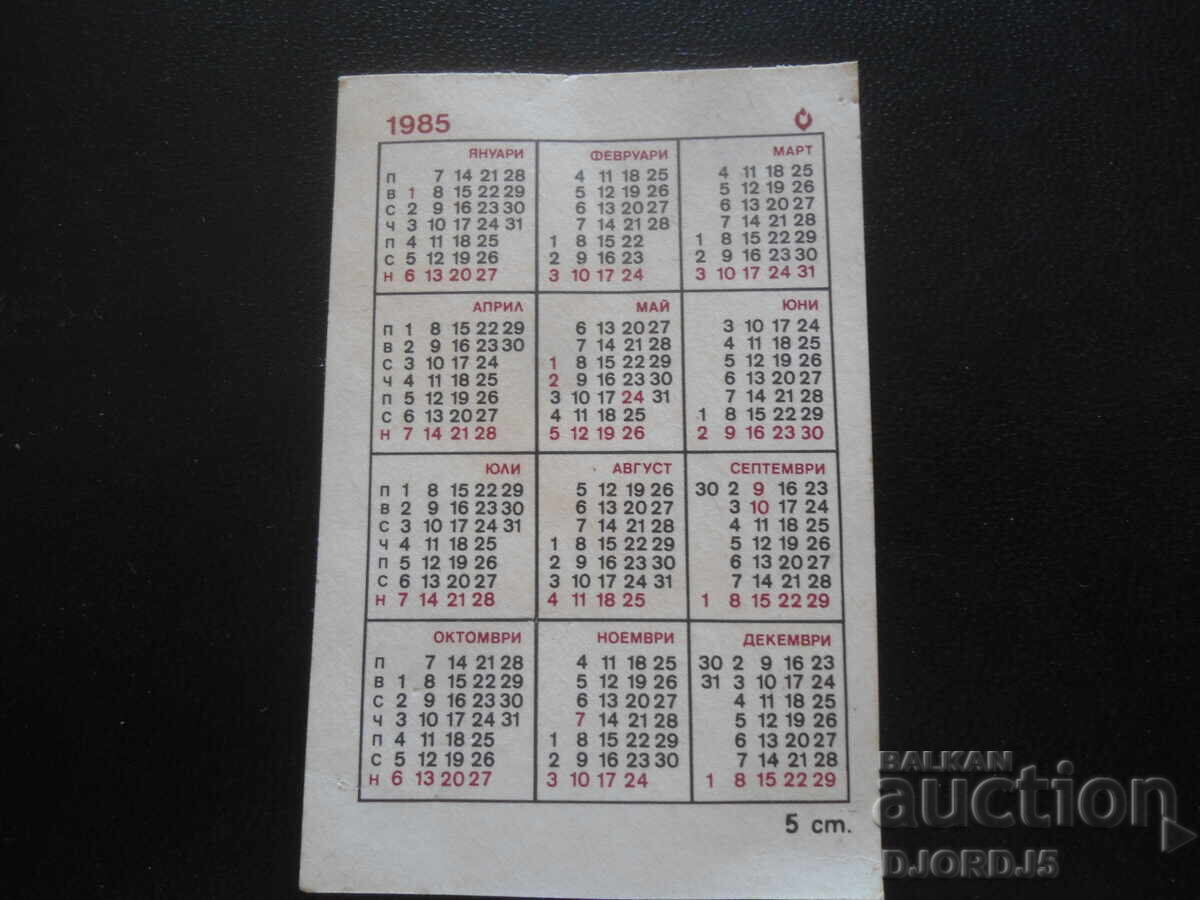 1985
ЯНУАРИ
П 7 14 21 28
В 1 8 15 22 29
С 2 9 16 23 30
Ч 3 10 17 24 31
П 4 11 18 25
С 5 12 19 26
Н 6 13 20 27
ФЕВРУАРИ
4 11 18 25
5 12 19 26
6 13 20 27
7 14 21 28
1 8 15 22
2 9 16 23
3 10 17 24
МАРТ
4 11 18 25
5 12 19 26
6 13 20 27
7 14 21 28
1 8 15 22 29
2 9 16 23 30
3 10 17 24 31
АПРИЛ
П 1 8 15 22 29
В 2 9 16 23 30
С 3 10 17 24
Ч 4 11 18 25
П 5 12 19 26
С 6 13 20 27
Н 7 14 21 28
МАЙ
6 13 20 27
7 14 21 28
1 8 15 22 29
2 9 16 23 30
3 10 17 24 31
4 11 18 25
5 12 19 26
ЮНИ
3 10 17 24
4 11 18 25
5 12 19 26
6 13 20 27
7 14 21 28
1 8 15 22 29
2 9 16 23 30
ЮЛИ
П 1 8 15 22 29
В 2 9 16 23 30
С 3 10 17 24 31
Ч 4 11 18 25
П 5 12 19 26
С 6 13 20 27
Н 7 14 21 28
АВГУСТ
5 12 19 26
6 13 20 27
7 14 21 28
1 8 15 22 29
2 9 16 23 30
3 10 17 24 31
4 11 18 25
СЕПТЕМВРИ
30 2 9 16 23
3 10 17 24
4 11 18 25
5 12 19 26
6 13 20 27
7 14 21 28
1 8 15 22 29
ОКТОМВРИ
П 7 14 21 28
В 1 8 15 22 29
С 2 9 16 23 30
Ч 3 10 17 24 31
П 4 11 18 25
С 5 12 19 26
Н 6 13 20 27
НОЕМВРИ
4 11 18 25
5 12 19 26
6 13 20 27
7 14 21 28
1 8 15 22 29
2 9 16 23 30
3 10 17 24
ДЕКЕМВРИ
30 2 9 16 23
31 3 10 17 24
4 11 18 25
5 12 19 26
6 13 20 27
7 14 21 28
1 8 15 22 29
5 ст.
BALKAN
auction
DJORDJ5